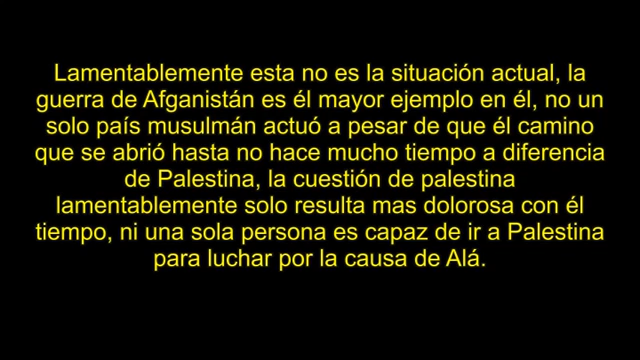 Lamentablemente esta no es la situación actual, la
guerra de Afganistán es él mayor ejemplo en él, no un
solo país musulmán actuó a pesar de que él camino
que se abrió hasta no hace mucho tiempo a diferencia
de Palestina, la cuestión de palestina
lamentablemente solo resulta mas dolorosa con él
tiempo, ni una sola persona es capaz de ir a Palestina
para luchar por la causa de Alá.